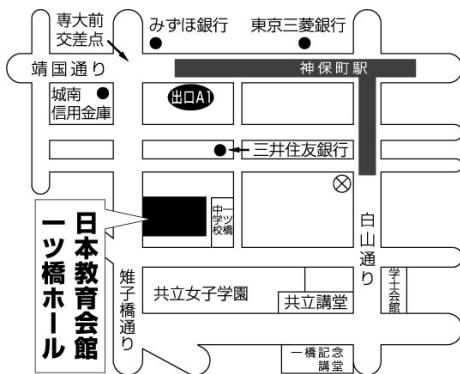 専大前
交差点
みずほ銀行
東京三菱銀行
靖国通り
神保町駅
城南
信用金庫
出口A1
三井住友銀行
一ツ橋
中学校
日本教育会館
一ツ橋ホール
白山通り
雉子橋通り
共立女子学園
共立講堂
学士会館
一橋記念
講堂